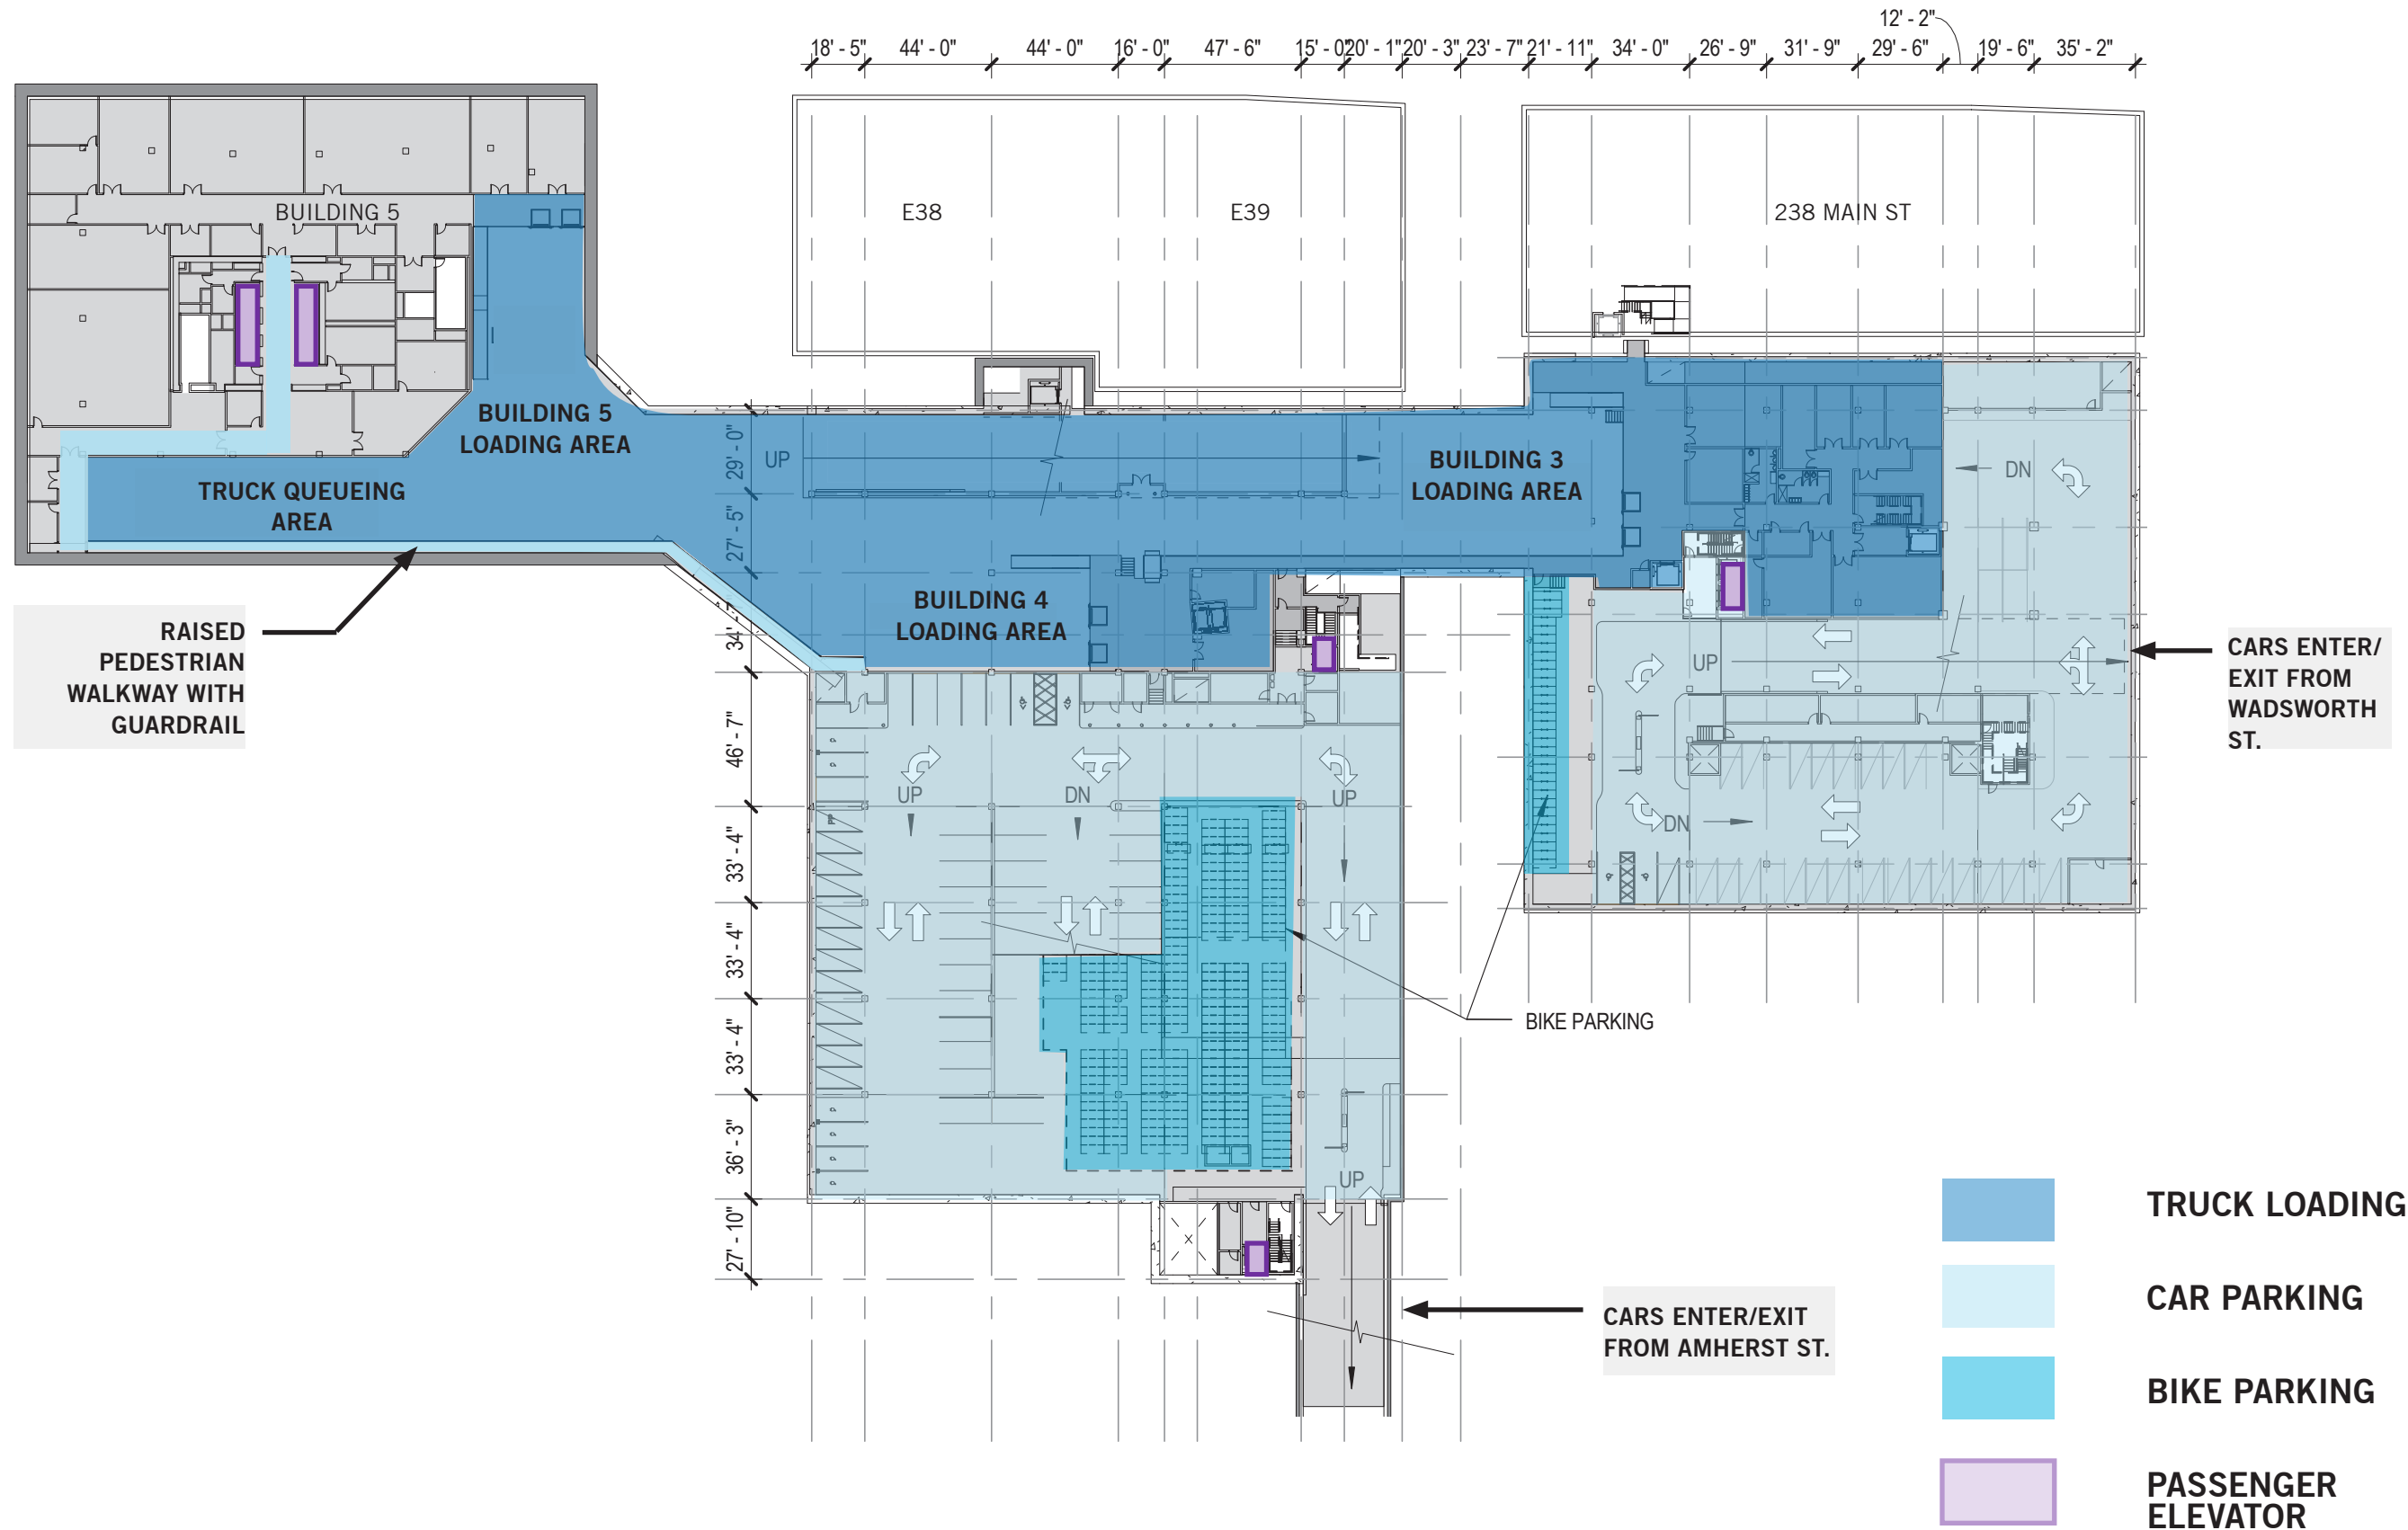 12' - 2"
18' - 5"
44' - 0"
44' - 0"
16' - 0"
47' - 6"
15' - 0"
20' - 1"
20' - 3"
23' - 7"
21' - 11"
34' - 0"
26' - 9"
31' - 9"
29' - 6"
19' - 6"
35' - 2"
BUILDING 5
E38
E39
238 MAIN ST
BUILDING 5
LOADING AREA
TRUCK QUEUEING
AREA
29' - 0"
UP
BUILDING 3
LOADING AREA
DN
27' - 5"
BUILDING 4
LOADING AREA
RAISED
PEDESTRIAN
WALKWAY WITH
GUARDRAIL
UP
CARS ENTER/
EXIT FROM
WADSWORTH
ST.
46' - 7"
UP
DN
UP
DN
33' - 4"
33' - 4"
33' - 4"
BIKE PARKING
36' - 3"
UP
27' - 10"
CARS ENTER/EXIT
FROM AMHERST ST.
TRUCK LOADING
CAR PARKING
BIKE PARKING
PASSENGER
ELEVATOR